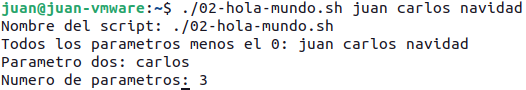 juan@juan-vmware:~$ ./02-hola-mundo.sh juan carlos navidad
Nombre del script: ./02-hola-mundo.sh
Todos los parametros menos el 0: juan carlos navidad
Parametro dos: carlos
Numero de parametros: 3